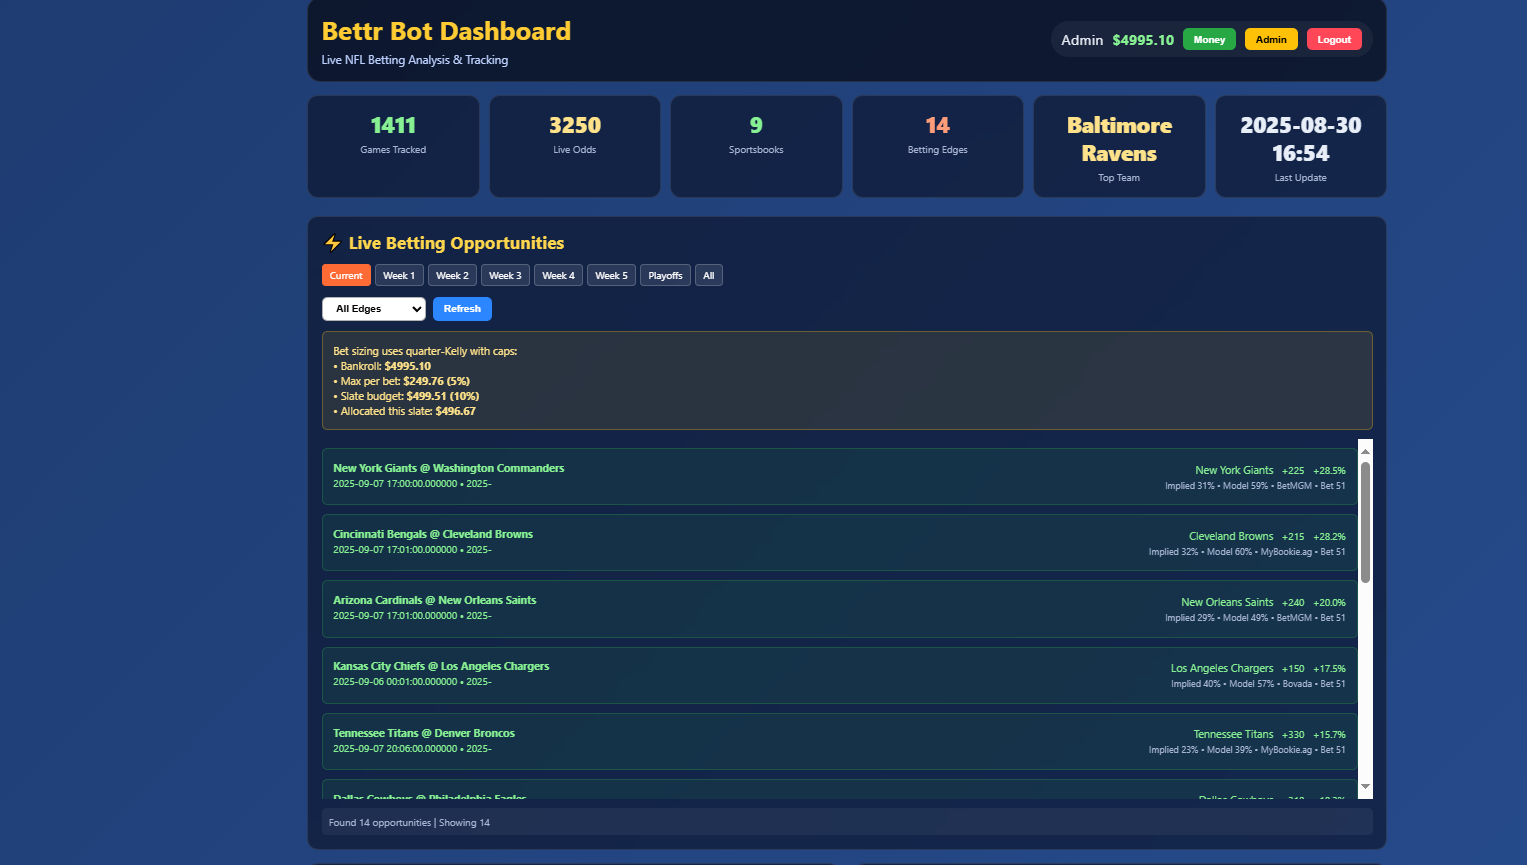 Bettr Bot Dashboard
Live NFL Betting Analysis & Tracking
Admin $4995.10 Money Admin Logout
1411
Games Tracked
3250
Live Odds
9
Sportsbooks
14
Betting Edges
Baltimore
Ravens
Top Team
2025-08-30
16:54
Last Update
⚡ Live Betting Opportunities
Current Week 1 Week 2 Week 3 Week 4 Week 5 Playoffs All
All Edges Refresh
Bet sizing uses quarter-Kelly with caps:
• Bankroll: $4995.10
• Max per bet: $249.76 (5%)
• Slate budget: $499.51 (10%)
• Allocated this slate: $496.67
New York Giants @ Washington Commanders
2025-09-07 17:00:00.000000 • 2025-
New York Giants +225 +28.5%
Implied 31% • Model 59% • BetMGM • Bet 51
Cincinnati Bengals @ Cleveland Browns
2025-09-07 17:01:00.000000 • 2025-
Cleveland Browns +215 +28.2%
Implied 32% • Model 60% • MyBookie.ag • Bet 51
Arizona Cardinals @ New Orleans Saints
2025-09-07 17:01:00.000000 • 2025-
New Orleans Saints +240 +20.0%
Implied 29% • Model 49% • BetMGM • Bet 51
Kansas City Chiefs @ Los Angeles Chargers
2025-09-06 00:01:00.000000 • 2025-
Los Angeles Chargers +150 +17.5%
Implied 40% • Model 57% • Bovada • Bet 51
Tennessee Titans @ Denver Broncos
2025-09-07 20:06:00.000000 • 2025-
Tennessee Titans +330 +15.7%
Implied 23% • Model 39% • MyBookie.ag • Bet 51
Dallas Cowboys @ Philadelphia Eagles
Dallas Cowboys
Found 14 opportunities | Showing 14